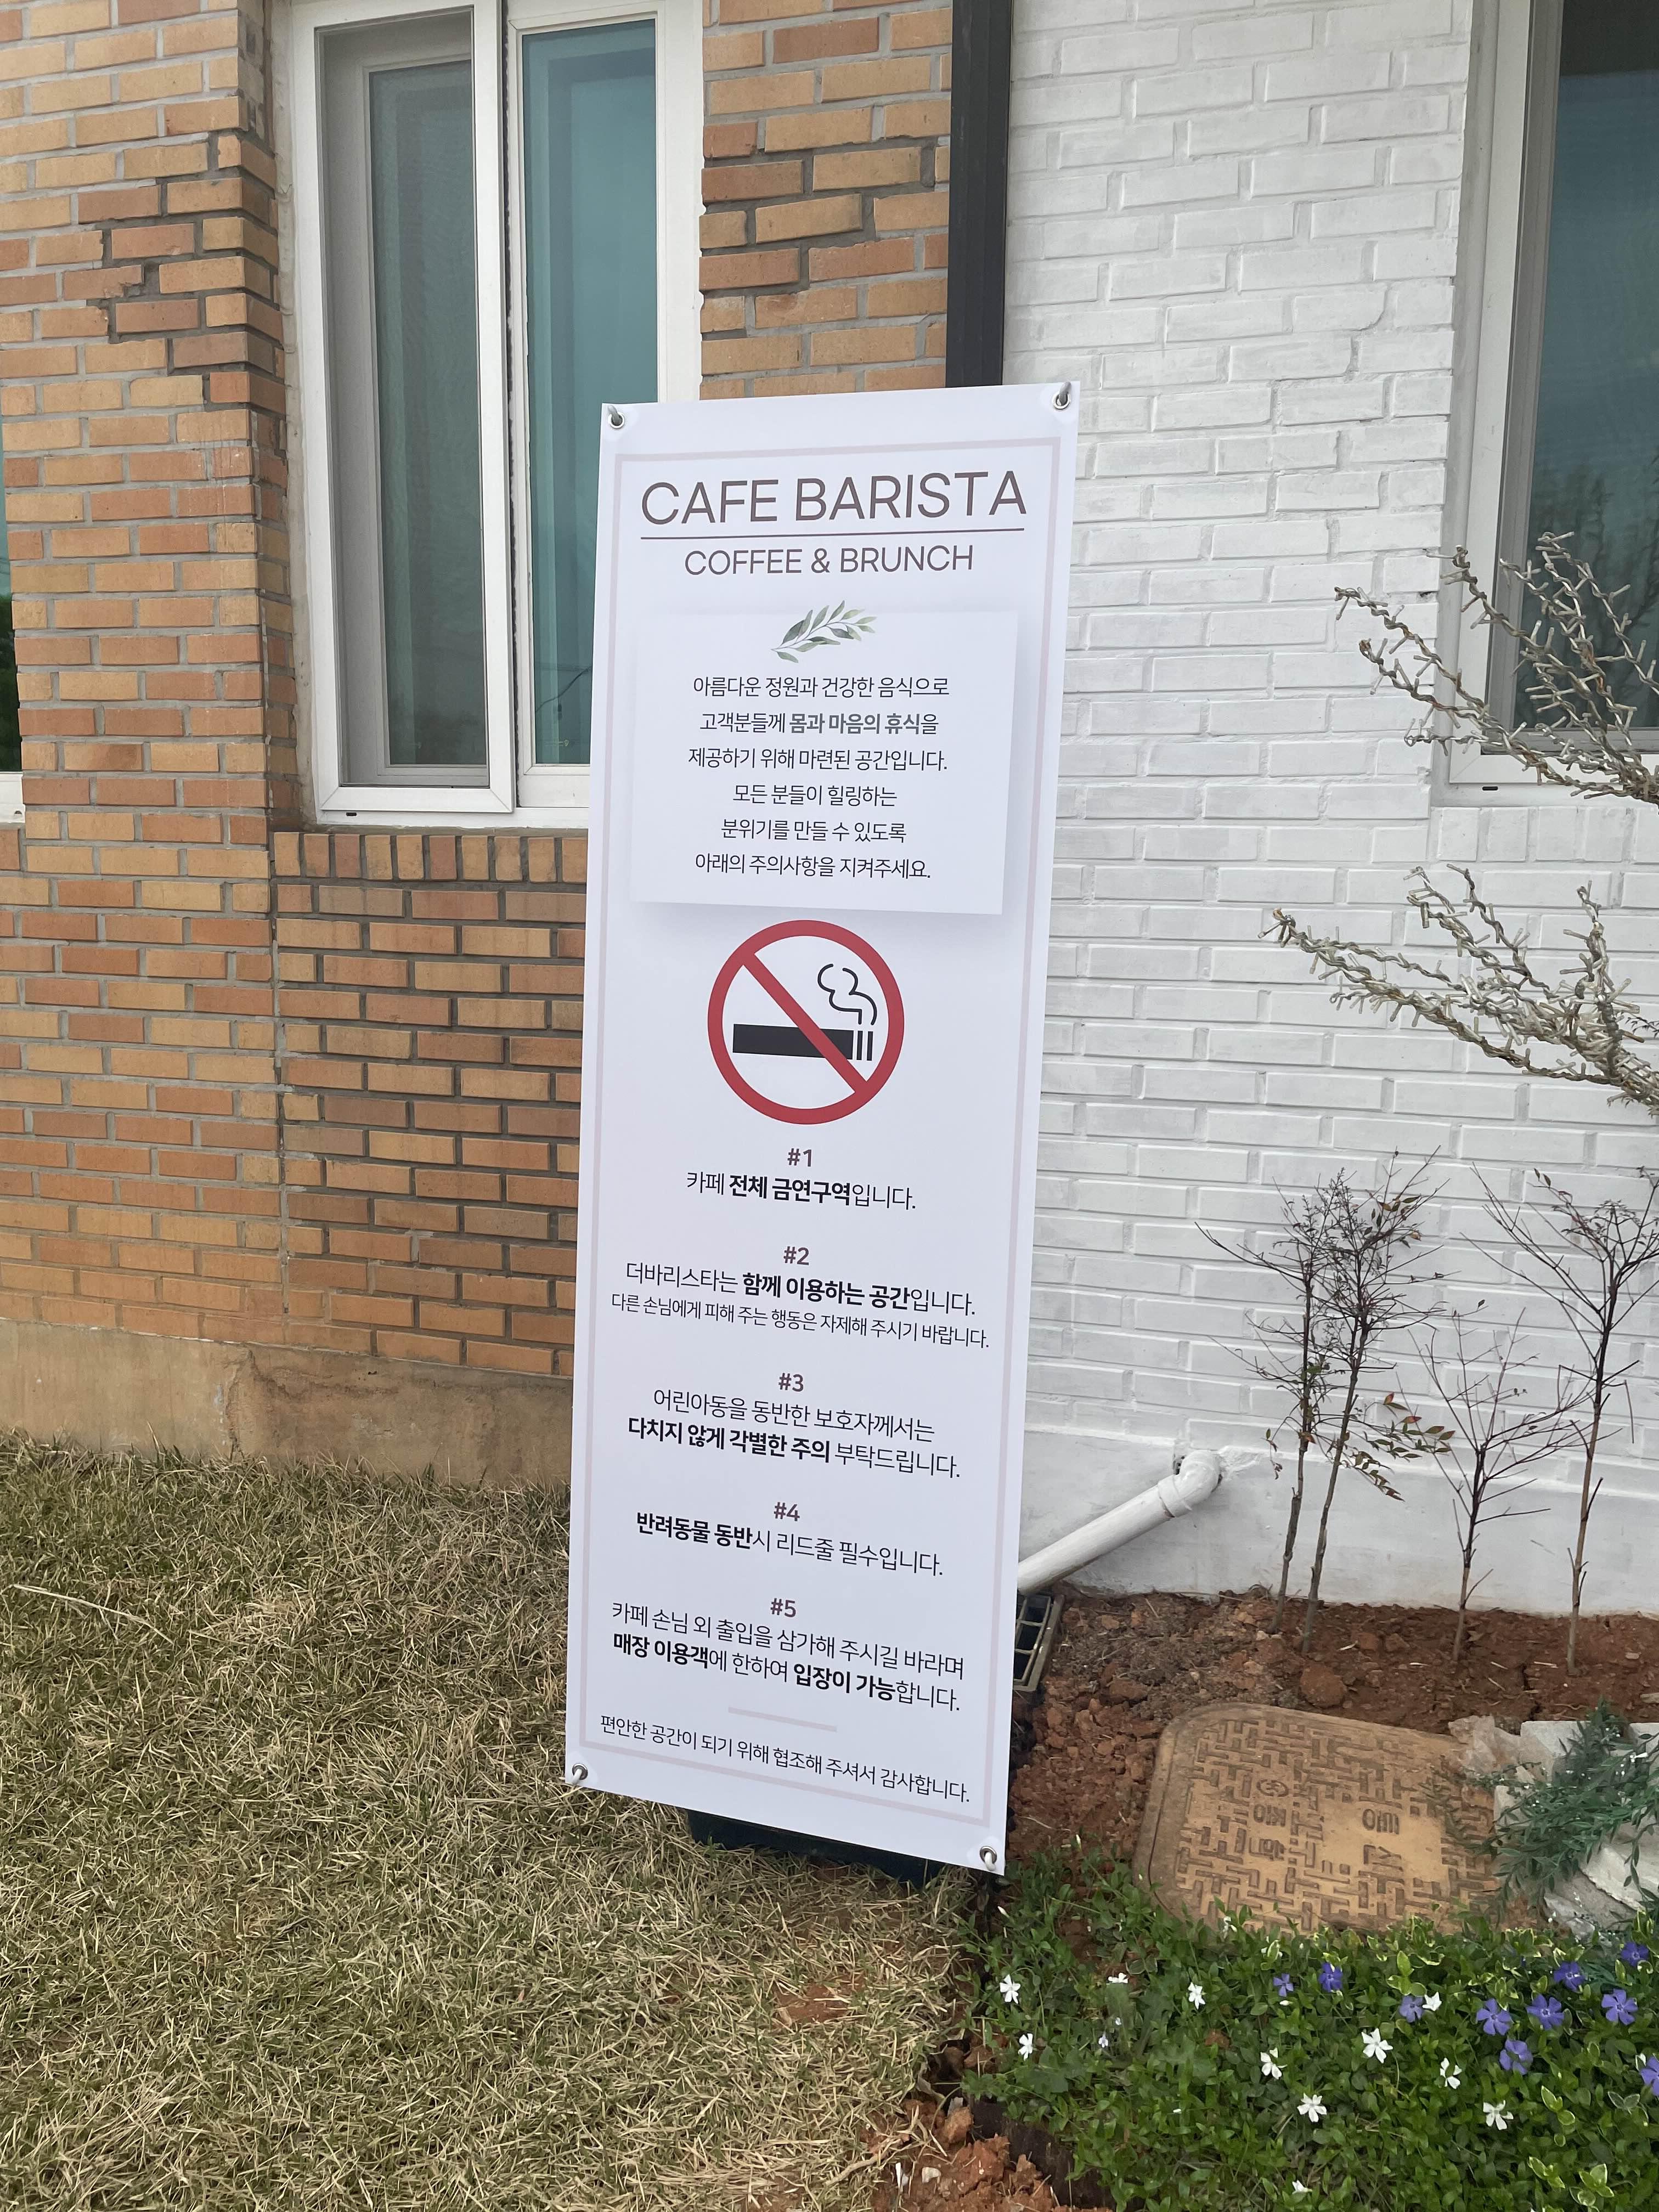 CAFE BARISTA
COFFEE & BRUNCH
아름다운 정원과 건강한 음식으로
고객분들께 몸과 마음의 휴식을
제공하기 위해 마련된 공간입니다.
모든 분들이 힐링하는
분위기를 만들 수 있도록
아래의 주의사항을 지켜주세요.
#1
카페 전체 금연구역입니다.
#2
더바리스타는 함께 이용하는 공간입니다.
다른 손님에게 피해 주는 행동은 자제해 주시기 바랍니다.
#3
어린아동을 동반한 보호자께서는
다치지 않게 각별한 주의 부탁드립니다.
#4
반려동물 동반시 리드줄 필수입니다.
#5
카페 손님 외 출입을 삼가해 주시길 바라며
매장 이용객에 한하여 입장이 가능합니다.
편안한 공간이 되기 위해 협조해 주셔서 감사합니다.